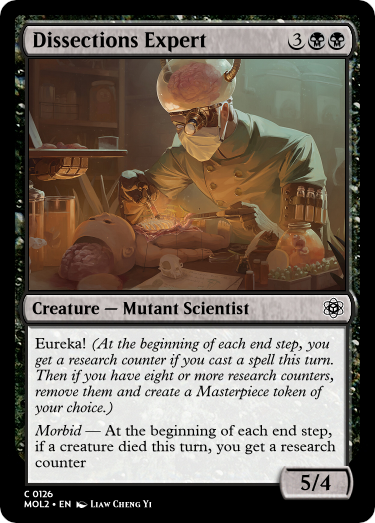 Dissections Expert 3
Creature — Mutant Scientist
Eureka! (At the beginning of each end step, you
get a research counter if you cast a spell this turn.
Then if you have eight or more research counters,
remove them and create a Masterpiece token of
your choice.)
Morbid — At the beginning of each end step,
if a creature died this turn, you get a research
counter
5/4
C 0126
MOL2 • EN Liaw Cheng Yi